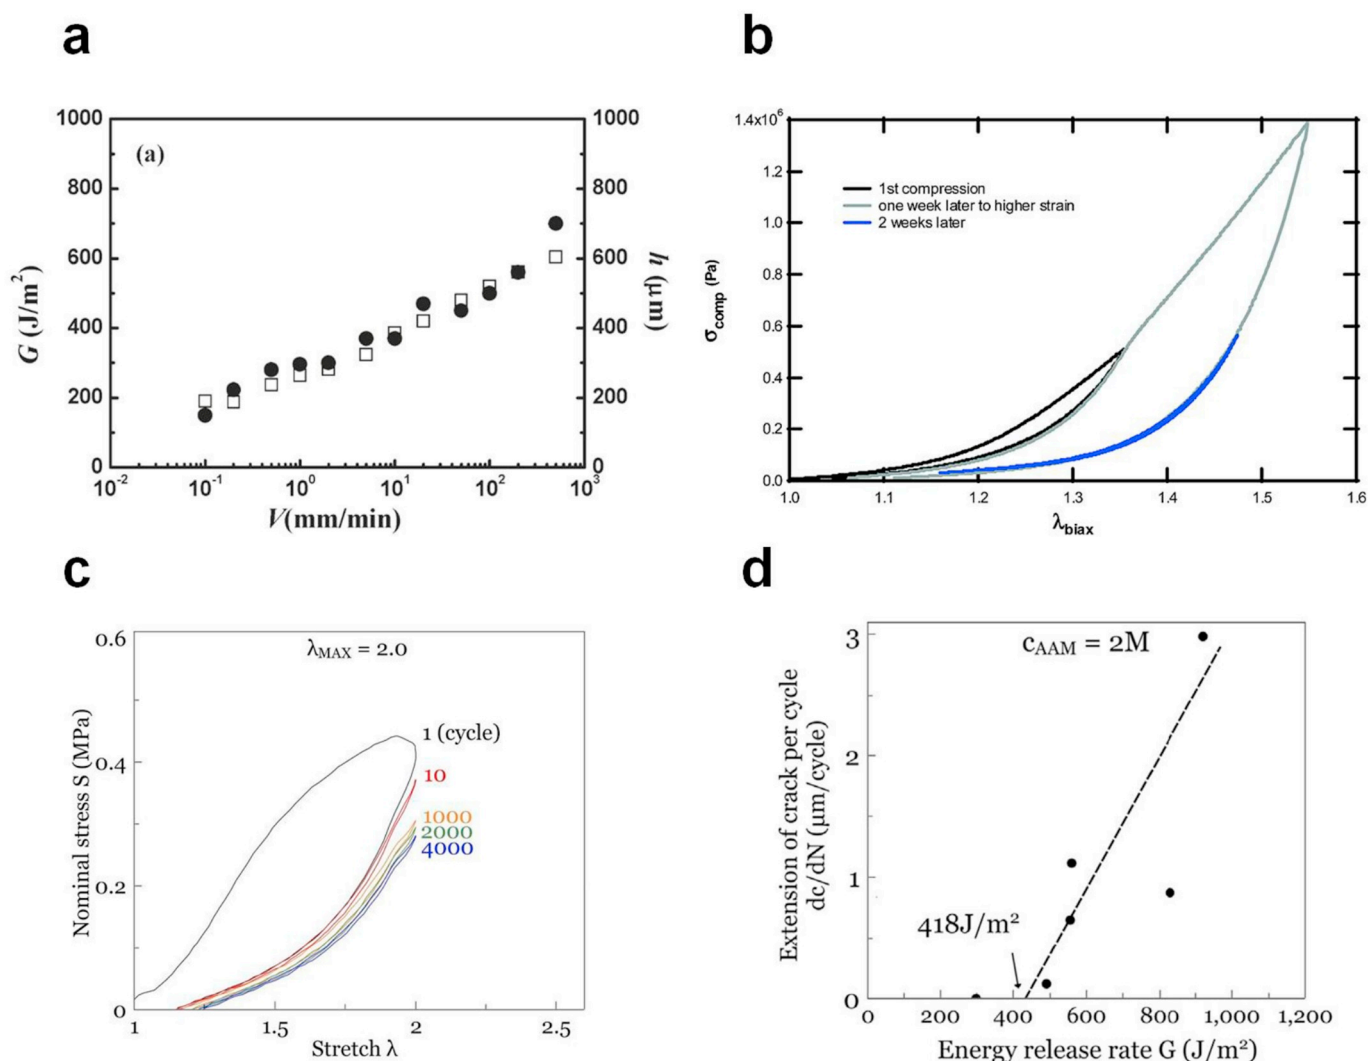 a
1000
800
600
400
200
0
10⁻² 10⁻¹ 10⁰ 10¹ 10² 10³
G (J/m²)
(a)
1000
800
600
400
200
0
h (μm)
V(mm/min)
b
1.4x10⁶
1.2
1.0
0.8
0.6
0.4
0.2
0.0
1.0 1.1 1.2 1.3 1.4 1.5 1.6
σcomp (Pa)
1st compression
one week later to higher strain
2 weeks later
λbiax
c
0.6
0.4
0.2
0
1 1.5 2 2.5
Nominal stress S (MPa)
λMAX = 2.0
1 (cycle)
10
1000
2000
4000
Stretch λ
d
3
2
1
0
0 200 400 600 800 1,000 1,200
Extension of crack per cycle
dc/dN (μm/cycle)
cAAM = 2M
418J/m²
Energy release rate G (J/m²)